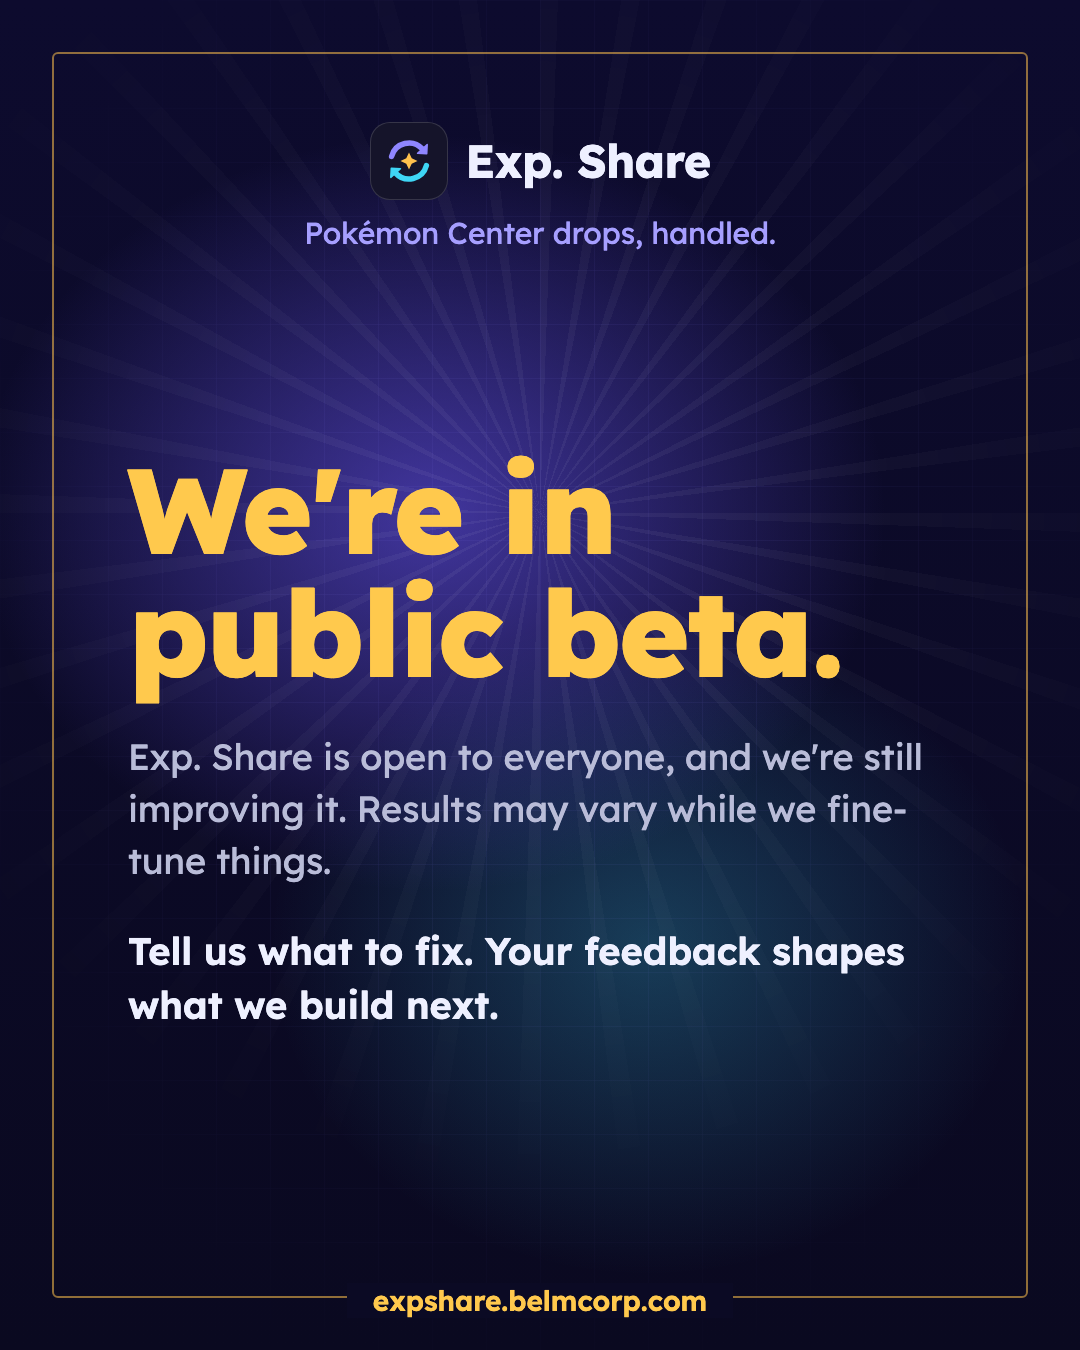 Exp. Share
Pokémon Center drops, handled.
We're in
public beta.
Exp. Share is open to everyone, and we're still
improving it. Results may vary while we fine-
tune things.
Tell us what to fix. Your feedback shapes
what we build next.
expshare.belmcorp.com